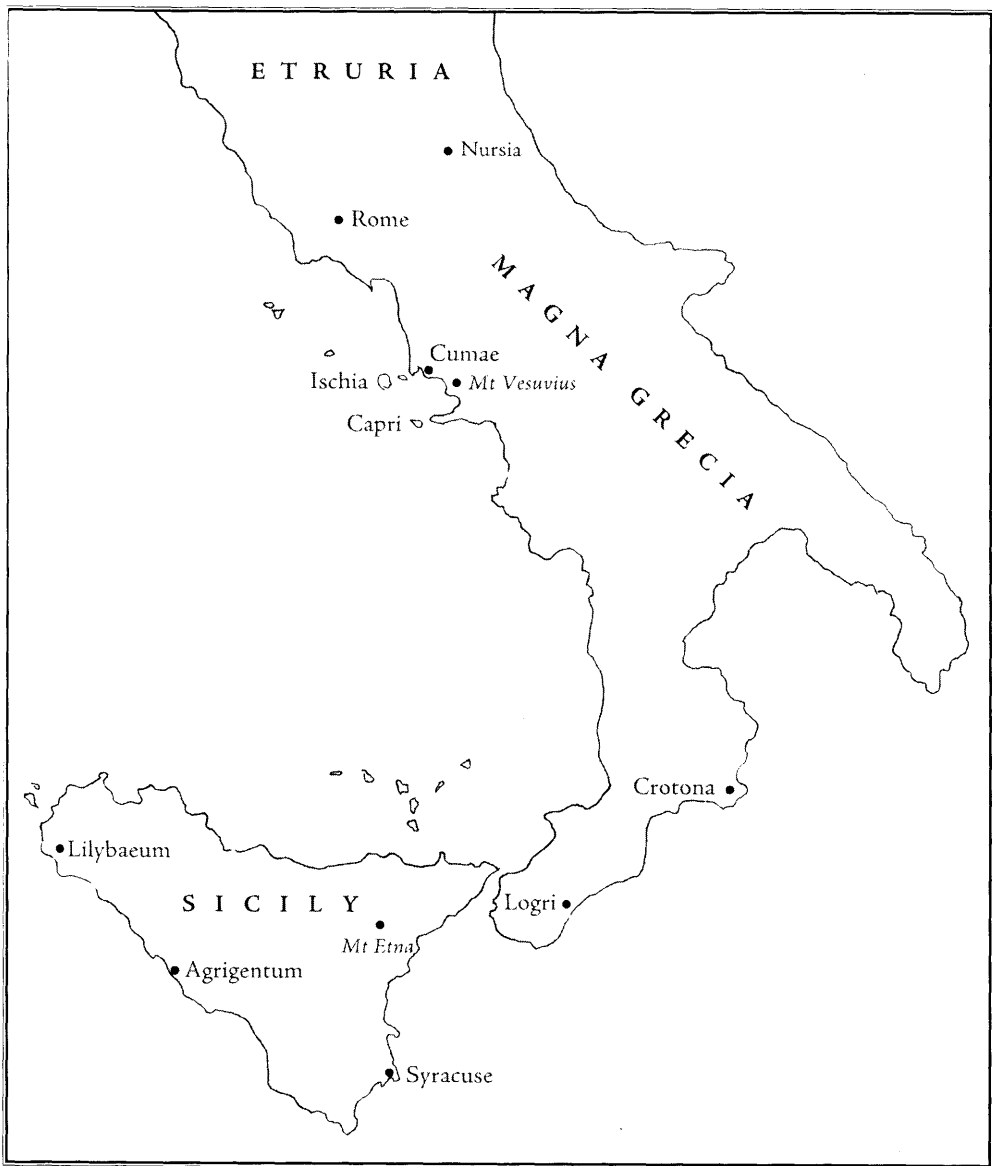 ETRURIA
Nursia
Rome
MAGNA GRECIA
Cumae
Ischia
Mt Vesuvius
Capri
Crotona
Lilybaeum
SICILY
Logri
Mt Etna
Agrigentum
Syracuse